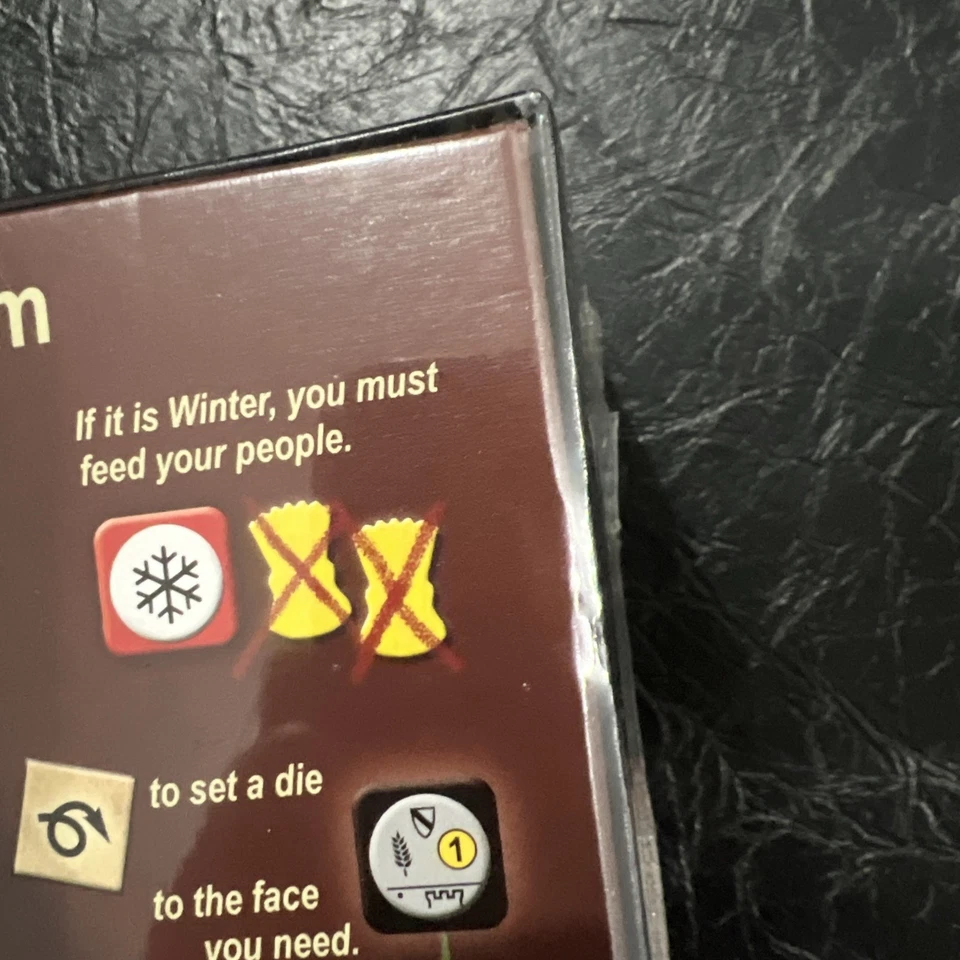 m
If it is Winter, you must
feed your people.
to set a die
1
to the face
you need.